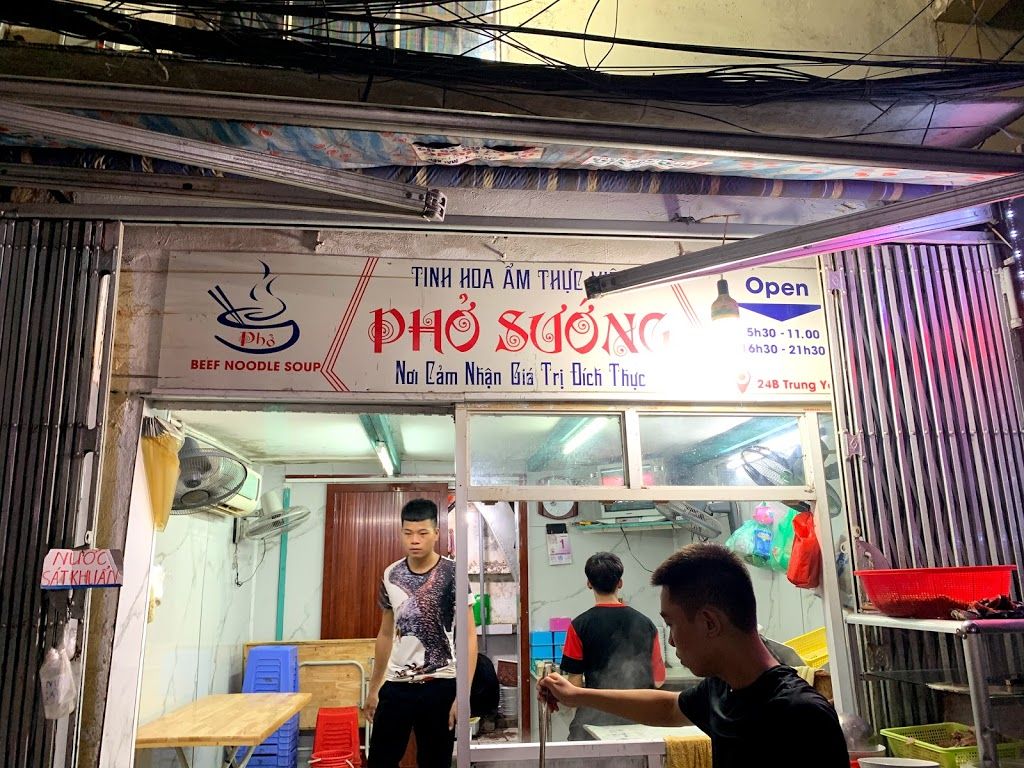 TINH HOA ẨM THỰC
Phở
BEEF NOODLE SOUP
PHỞ SƯỚNG
Nơi Cảm Nhận Giá Trị Đích Thực
Open
5h30 - 11.00
16h30 - 21h30
24B Trung
NƯỚC
SÁT KHUẨN
1